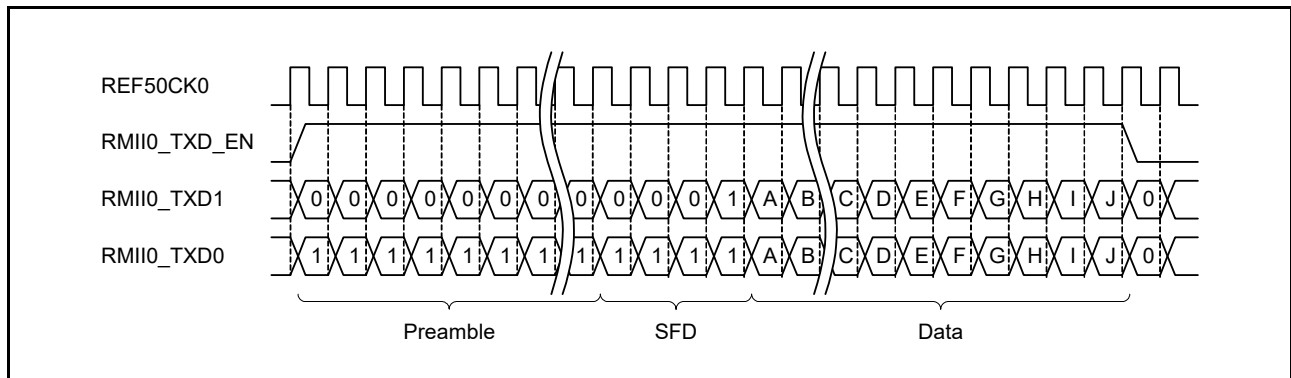 REF50CK0
RMII0_TXD_EN
RMII0_TXD1 0 0 0 0 0 0 0 0 0 0 0 1 A B C D E F G H I J 0
RMII0_TXD0 1 1 1 1 1 1 1 1 1 1 1 1 A B C D E F G H I J 0
Preamble SFD Data